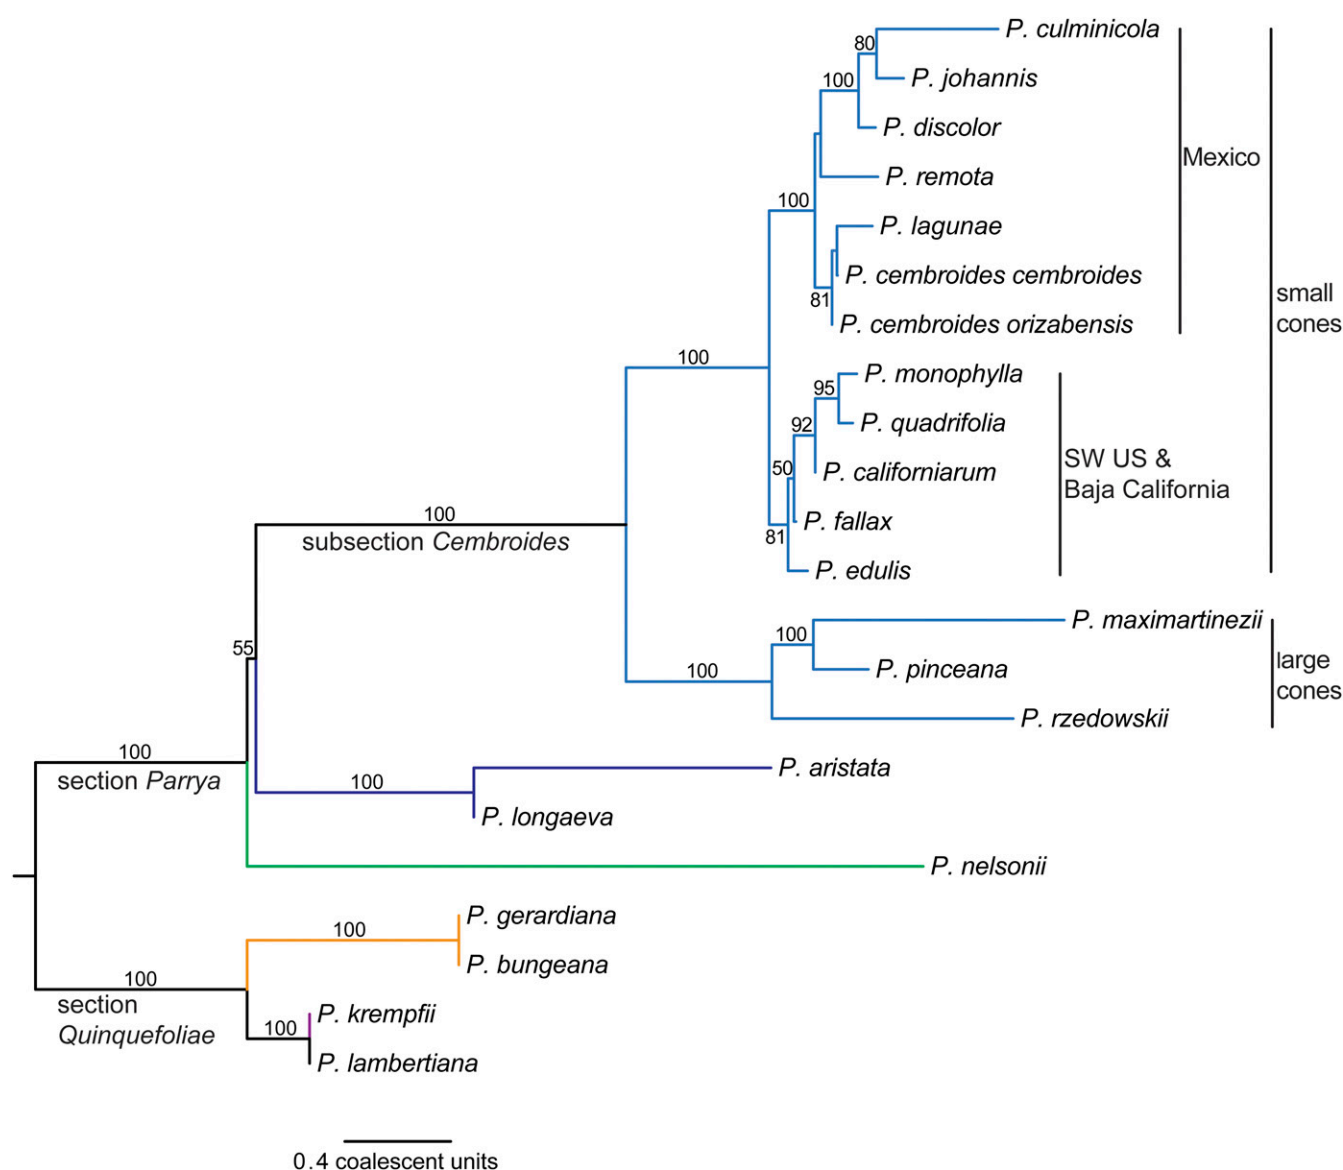 P. culminicola
80
P. johannis
100
P. discolor
Mexico
P. remota
100
P. lagunae
P. cembroides cembroides
81
small
cones
P. cembroides orizabensis
100
P. monophylla
95
P. quadrifolia
92
SW US &
Baja California
P. californiarum
50
P. fallax
81
100
subsection Cembroides
P. edulis
P. maximartinezii
100
large
cones
P. pinceana
100
P. rzedowskii
55
100
section Parrya
P. aristata
100
P. longaeva
P. nelsonii
P. gerardiana
100
P. bungeana
100
section
Quinquefoliae
P. krempfii
100
P. lambertiana
0.4 coalescent units